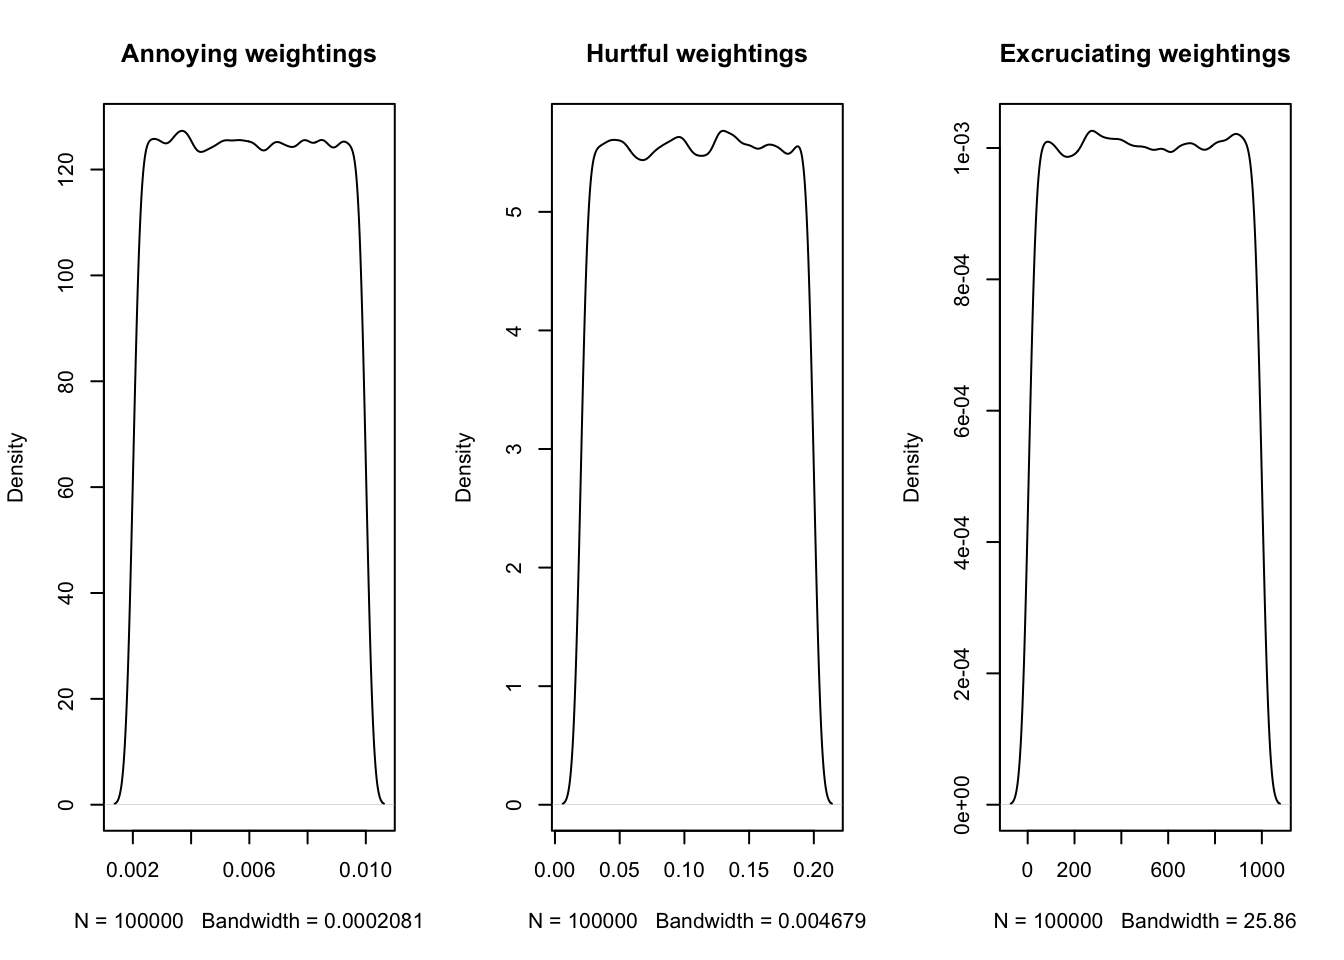 Annoying weightings
Density
0 20 40 60 80 100 120
0.002 0.006 0.010
N = 100000 Bandwidth = 0.0002081
Hurtful weightings
Density
0 1 2 3 4 5
0.00 0.05 0.10 0.15 0.20
N = 100000 Bandwidth = 0.004679
Excruciating weightings
Density
0e+00 2e-04 4e-04 6e-04 8e-04 1e-03
0 200 600 1000
N = 100000 Bandwidth = 25.86